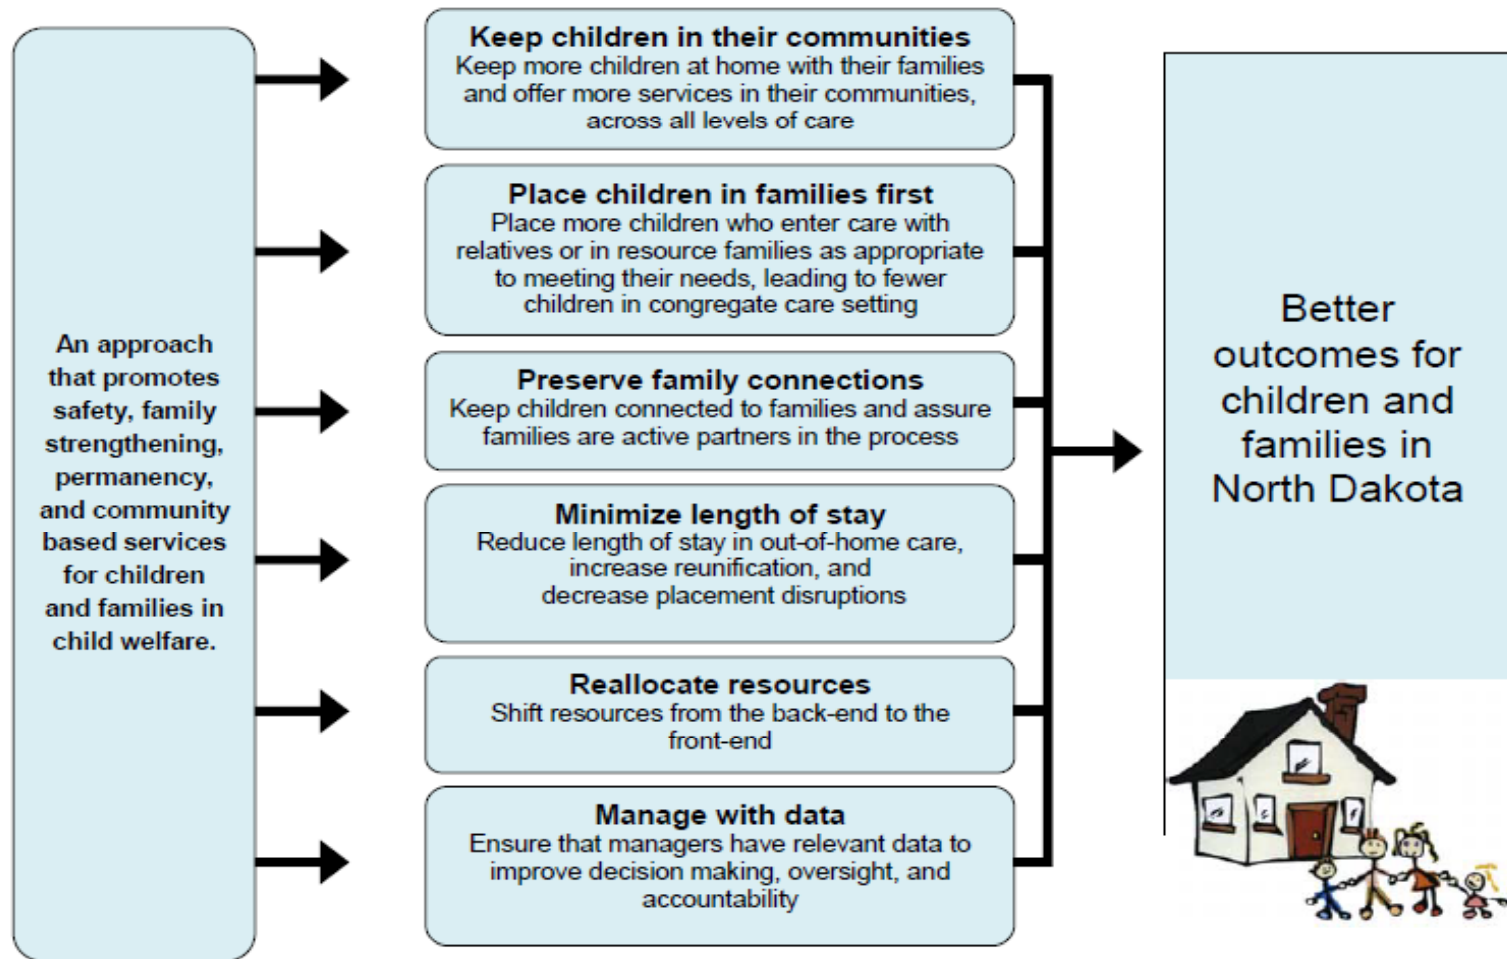 An approach
that promotes
safety, family
strengthening,
permanency,
and community
based services
for children
and families in
child welfare.
Keep children in their communities
Keep more children at home with their families
and offer more services in their communities,
across all levels of care
Place children in families first
Place more children who enter care with
relatives or in resource families as appropriate
to meeting their needs, leading to fewer
children in congregate care setting
Preserve family connections
Keep children connected to families and assure
families are active partners in the process
Minimize length of stay
Reduce length of stay in out-of-home care,
increase reunification, and
decrease placement disruptions
Reallocate resources
Shift resources from the back-end to the
front-end
Manage with data
Ensure that managers have relevant data to
improve decision making, oversight, and
accountability
Better
outcomes for
children and
families in
North Dakota